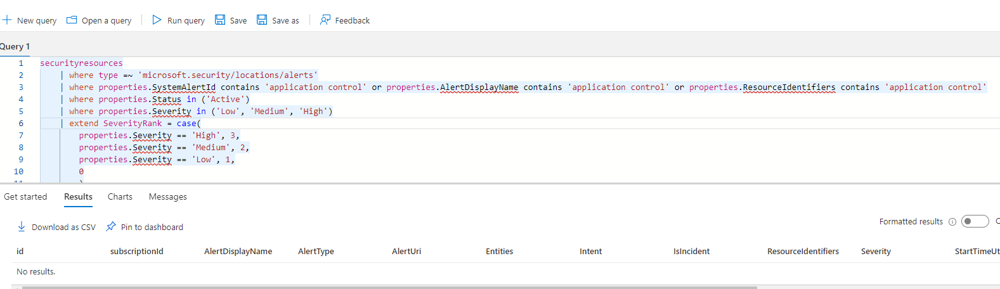 New query Open a query Run query Save Save as Feedback
Query 1
1 securityresources
2 | where type =~ 'microsoft.security/locations/alerts'
3 | where properties.SystemAlertId contains 'application control' or properties.AlertDisplayName contains 'application control' or properties.ResourceIdentifiers contains 'application control'
4 | where properties.Status in ('Active')
5 | where properties.Severity in ('Low', 'Medium', 'High')
6 | extend SeverityRank = case(
7 properties.Severity == 'High', 3,
8 properties.Severity == 'Medium', 2,
9 properties.Severity == 'Low', 1,
10 0
11 )
Get started Results Charts Messages
Download as CSV Pin to dashboard Formatted results
id subscriptionId AlertDisplayName AlertType AlertUri Entities Intent IsIncident ResourceIdentifiers Severity StartTimeUt
No results.